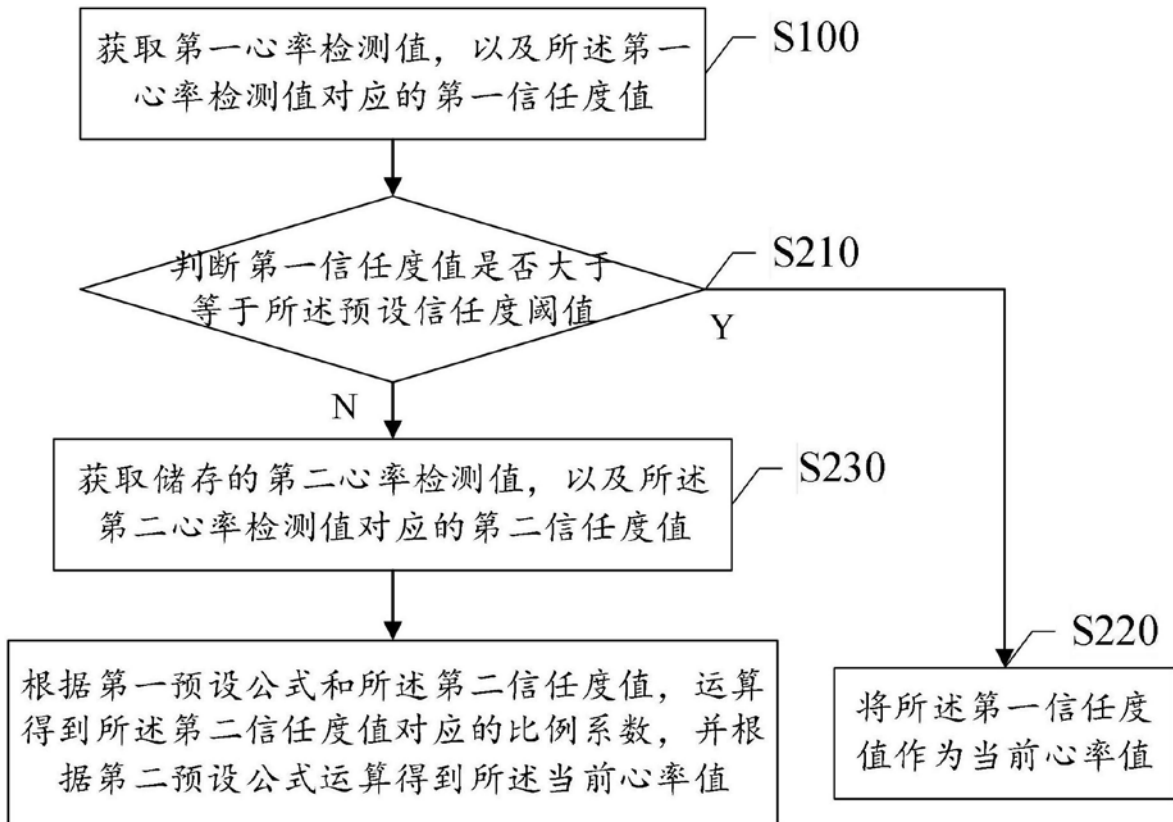 获取第一心率检测值，以及所述第一
心率检测值对应的第一信任度值
S100
判断第一信任度值是否大于
等于所述预设信任度阈值
S210
Y
N
获取储存的第二心率检测值，以及所述
第二心率检测值对应的第二信任度值
S230
根据第一预设公式和所述第二信任度值，运算
得到所述第二信任度值对应的比例系数，并根
据第二预设公式运算得到所述当前心率值
S220
将所述第一信任度
值作为当前心率值